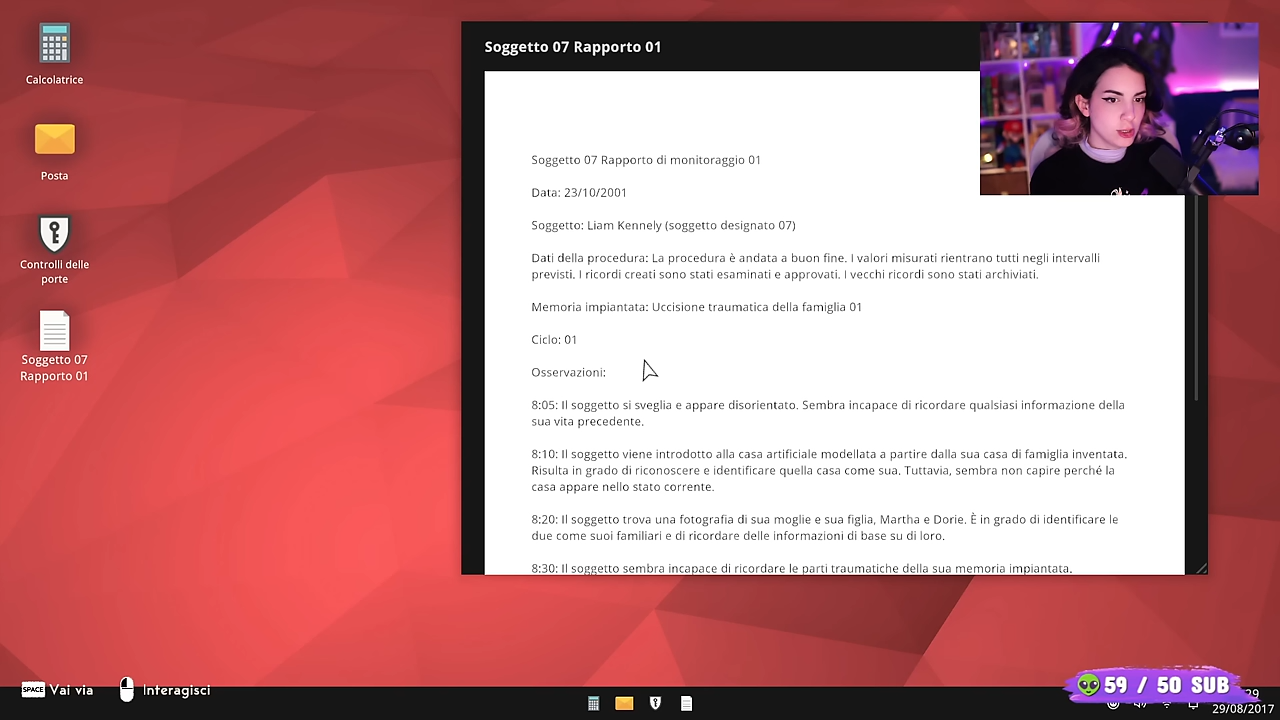 Soggetto 07 Rapporto 01
Calcolatrice
Posta
Controlli delle
porte
Soggetto 07
Rapporto 01
Soggetto 07 Rapporto di monitoraggio 01
Data: 23/10/2001
Soggetto: Liam Kennely (soggetto designato 07)
Dati della procedura: La procedura è andata a buon fine. I valori misurati rientrano tutti negli intervalli
previsti. I ricordi creati sono stati esaminati e approvati. I vecchi ricordi sono stati archiviati.
Memoria impiantata: Uccisione traumatica della famiglia 01
Ciclo: 01
Osservazioni:
8:05: Il soggetto si sveglia e appare disorientato. Sembra incapace di ricordare qualsiasi informazione della
sua vita precedente.
8:10: Il soggetto viene introdotto alla casa artificiale modellata a partire dalla sua casa di famiglia inventata.
Risulta in grado di riconoscere e identificare quella casa come sua. Tuttavia, sembra non capire perché la
casa appare nello stato corrente.
8:20: Il soggetto trova una fotografia di sua moglie e sua figlia, Martha e Dorie. È in grado di identificare le
due come suoi familiari e di ricordare delle informazioni di base su di loro.
8:30: Il soggetto sembra incapace di ricordare le parti traumatiche della sua memoria impiantata.
SPACE Vai via
Interagisci
59 / 50 SUB
29/08/2017